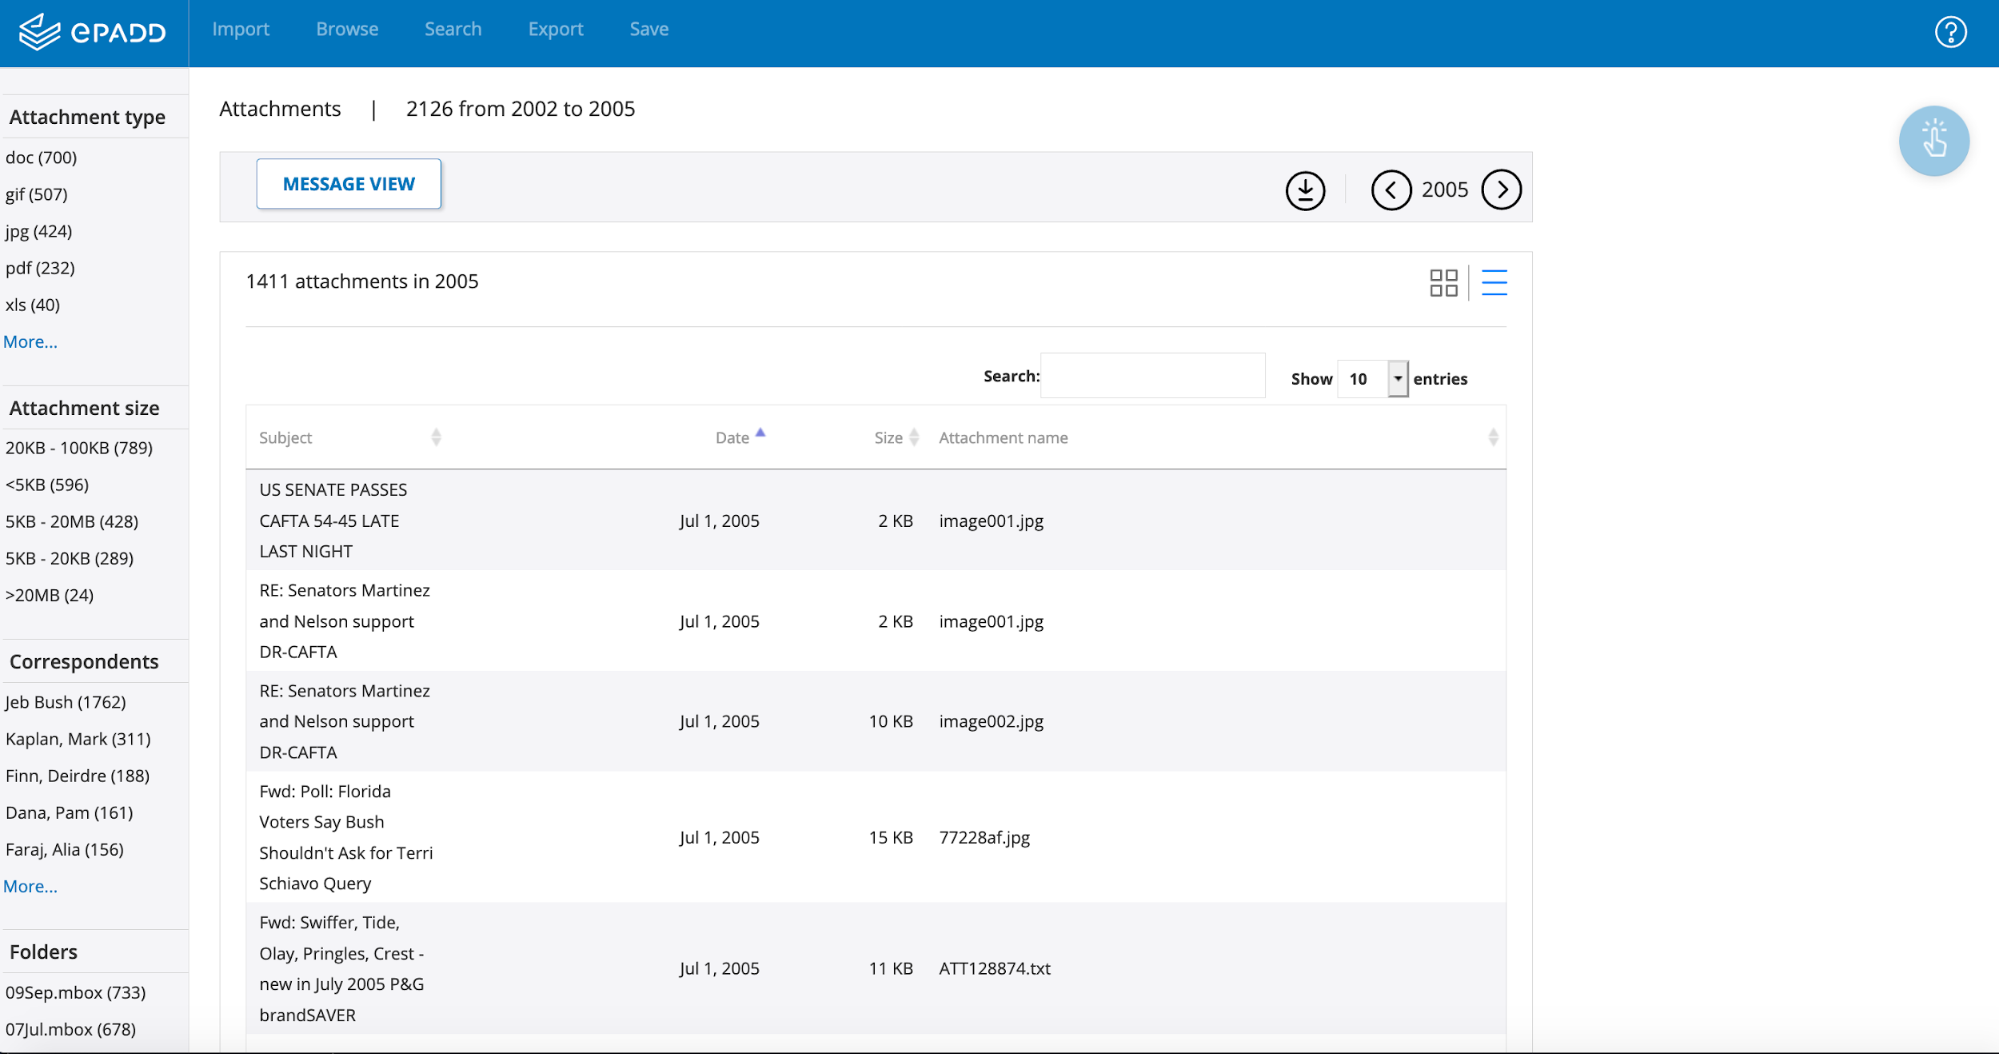 ePADD
Import Browse Search Export Save
?
Attachment type
doc (700)
gif (507)
jpg (424)
pdf (232)
xls (40)
More...
Attachment size
20KB - 100KB (789)
<5KB (596)
5KB - 20MB (428)
5KB - 20KB (289)
>20MB (24)
Correspondents
Jeb Bush (1762)
Kaplan, Mark (311)
Finn, Deirdre (188)
Dana, Pam (161)
Faraj, Alia (156)
More...
Folders
09Sep.mbox (733)
07Jul.mbox (678)
Attachments | 2126 from 2002 to 2005
MESSAGE VIEW
2005
1411 attachments in 2005
Search:
Show 10 entries
Subject Date Size Attachment name
US SENATE PASSES
CAFTA 54-45 LATE
LAST NIGHT
Jul 1, 2005 2 KB image001.jpg
RE: Senators Martinez
and Nelson support
DR-CAFTA
Jul 1, 2005 2 KB image001.jpg
RE: Senators Martinez
and Nelson support
DR-CAFTA
Jul 1, 2005 10 KB image002.jpg
Fwd: Poll: Florida
Voters Say Bush
Shouldn't Ask for Terri
Schiavo Query
Jul 1, 2005 15 KB 77228af.jpg
Fwd: Swiffer, Tide,
Olay, Pringles, Crest -
new in July 2005 P&G
brandSAVER
Jul 1, 2005 11 KB ATT128874.txt